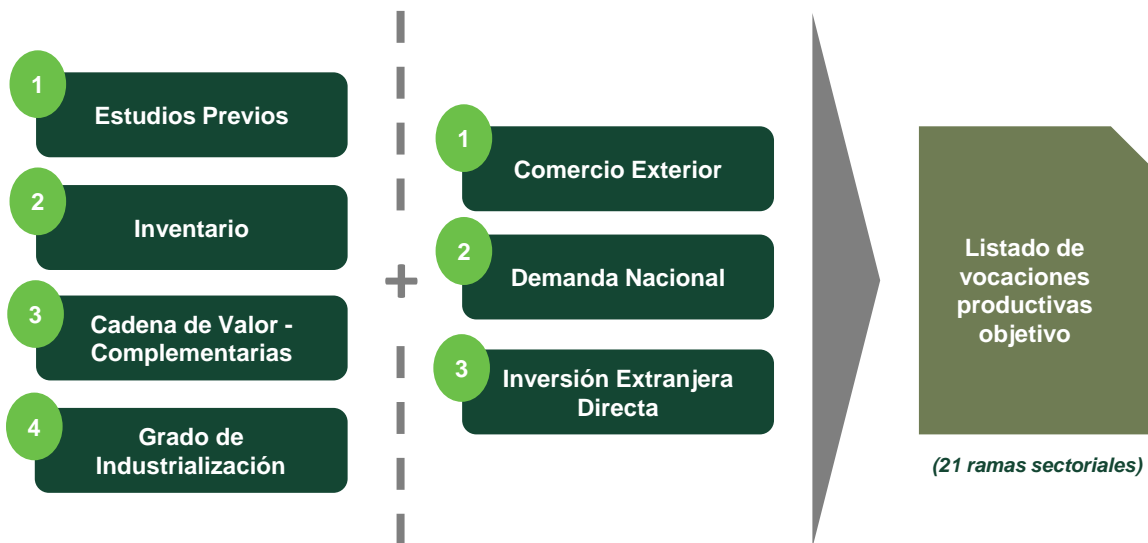 1
Estudios Previos
2
Inventario
3
Cadena de Valor -
Complementarias
4
Grado de
Industrialización
+
1
Comercio Exterior
2
Demanda Nacional
3
Inversión Extranjera
Directa
Listado de
vocaciones
productivas
objetivo
(21 ramas sectoriales)